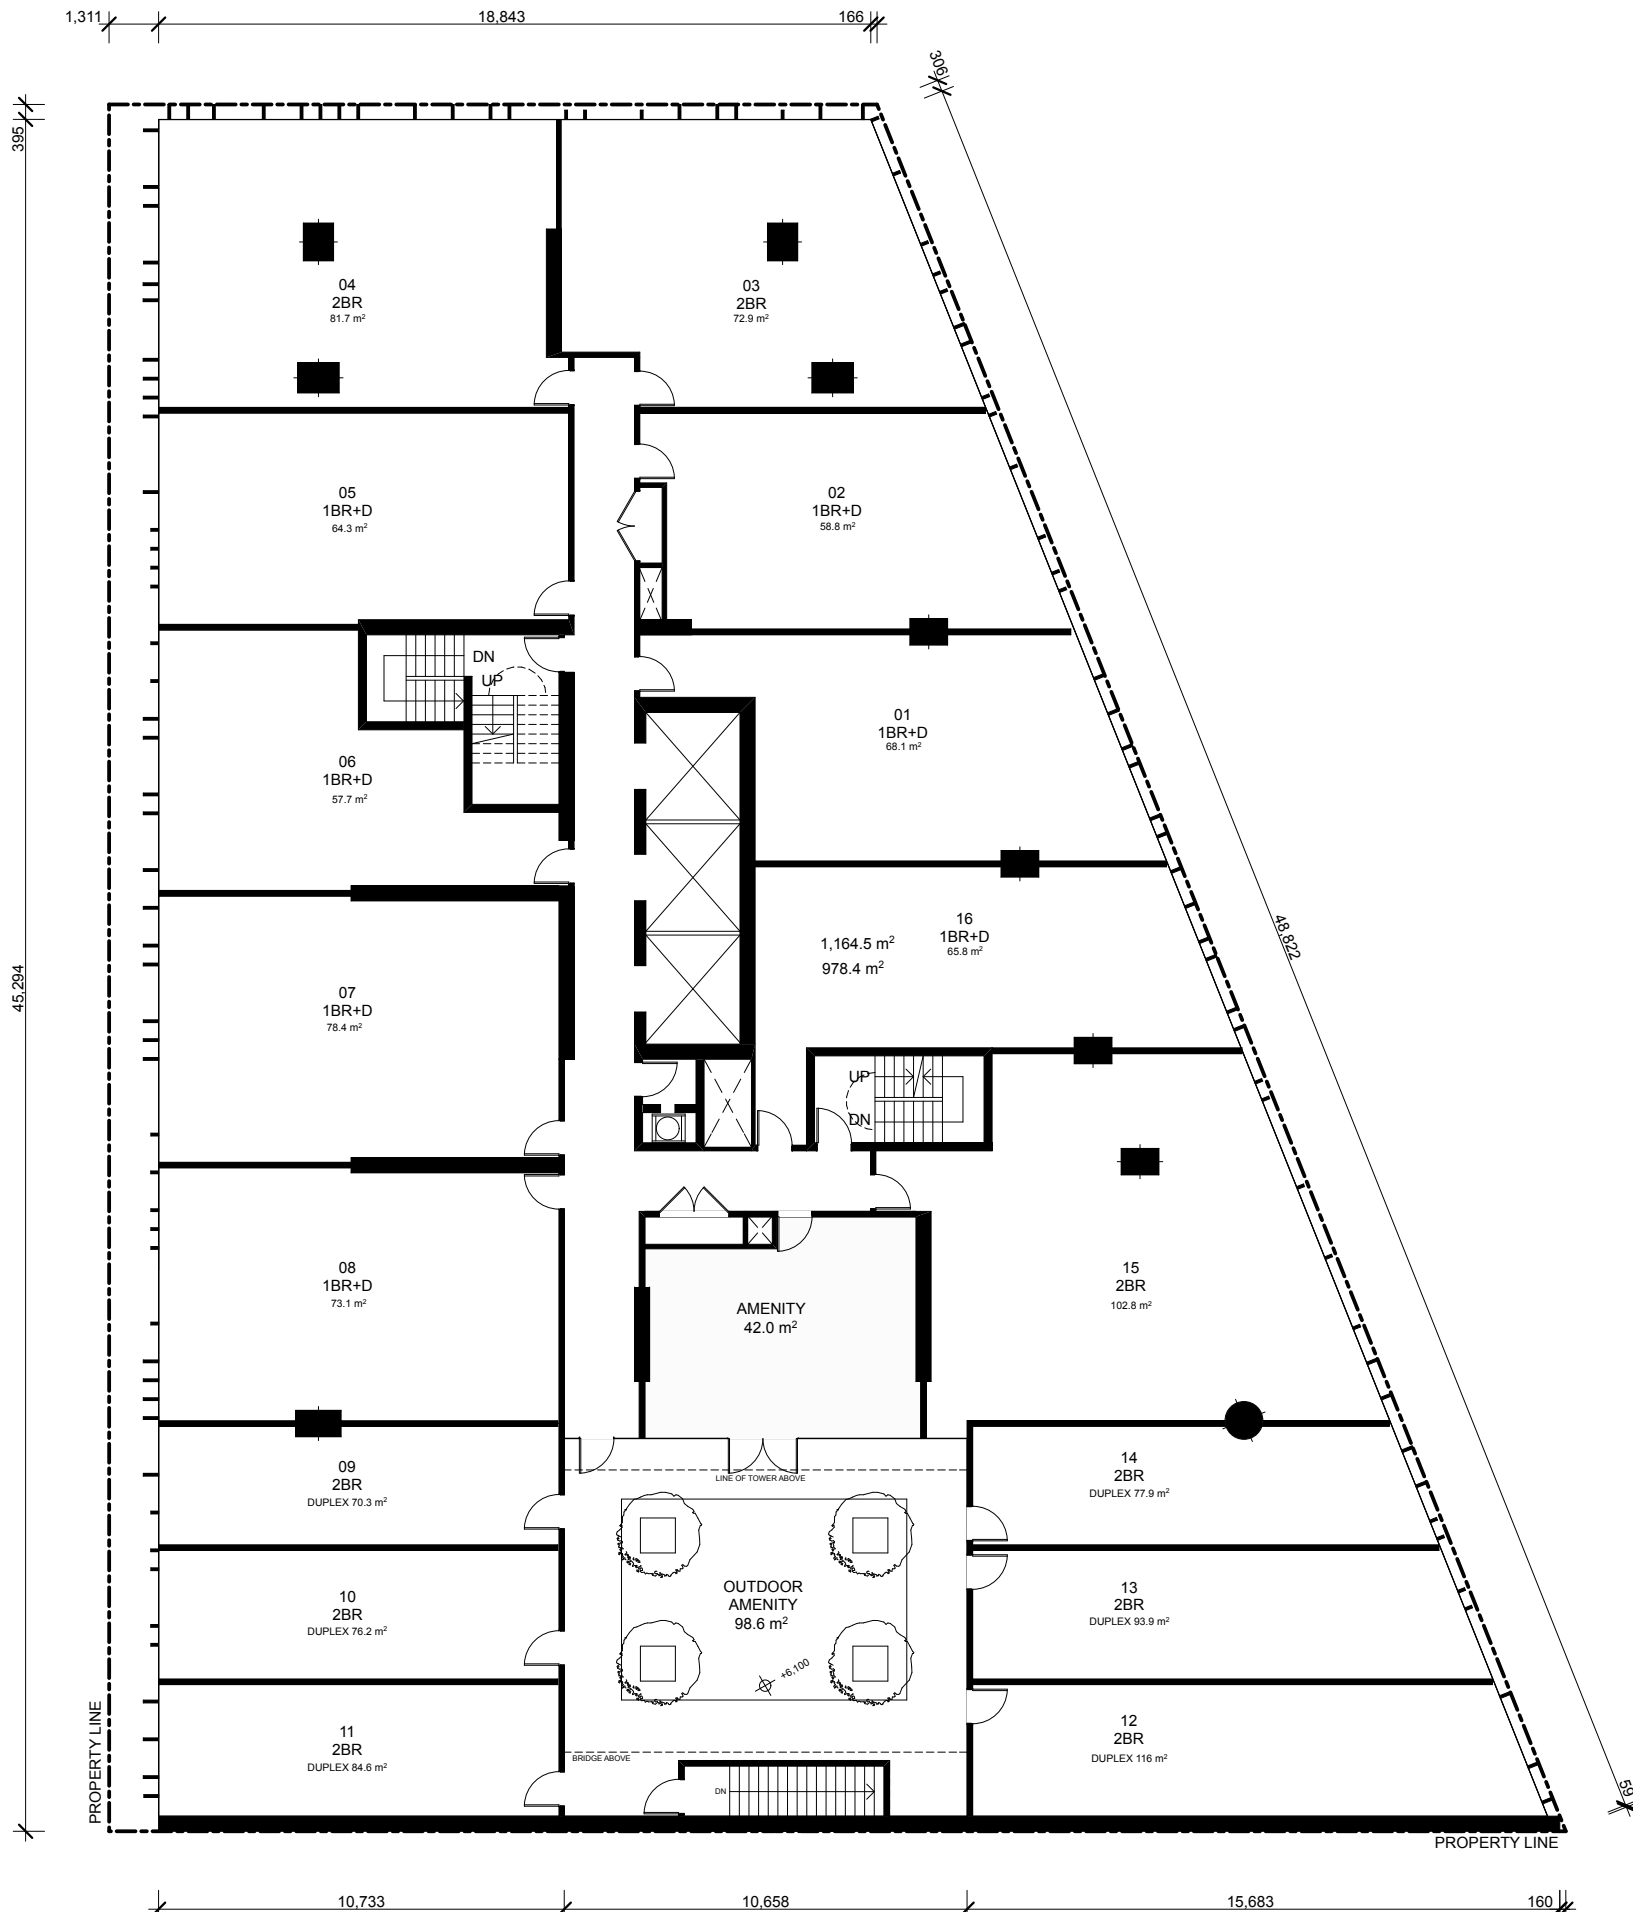 1,311
18,843
166
306
395
04
2BR
81.7 m²
03
2BR
72.9 m²
05
1BR+D
64.3 m²
02
1BR+D
58.8 m²
DN
UP
01
1BR+D
68.1 m²
06
1BR+D
57.7 m²
16
1BR+D
65.8 m²
1,164.5 m²
978.4 m²
48,822
45,294
07
1BR+D
78.4 m²
UP
DN
08
1BR+D
73.1 m²
15
2BR
102.8 m²
AMENITY
42.0 m²
09
2BR
DUPLEX 70.3 m²
LINE OF TOWER ABOVE
14
2BR
DUPLEX 77.9 m²
10
2BR
DUPLEX 76.2 m²
OUTDOOR
AMENITY
98.6 m²
+6,100
13
2BR
DUPLEX 93.9 m²
11
2BR
DUPLEX 84.6 m²
BRIDGE ABOVE
DN
12
2BR
DUPLEX 116 m²
PROPERTY LINE
59
PROPERTY LINE
10,733
10,658
15,683
160